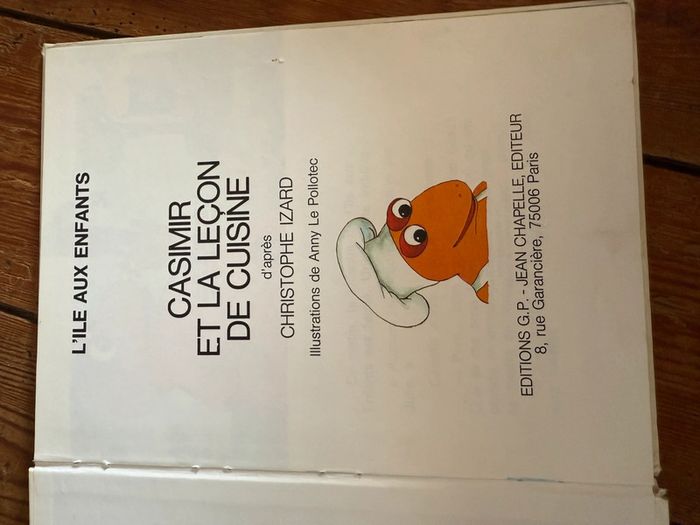 L'ILE AUX ENFANTS
CASIMIR
ET LA LEÇON
DE CUISINE
d'après
CHRISTOPHE IZARD
Illustrations de Anny Le Pollotec
EDITIONS G.P. - JEAN CHAPELLE, EDITEUR
8, rue Garancière, 75006 Paris